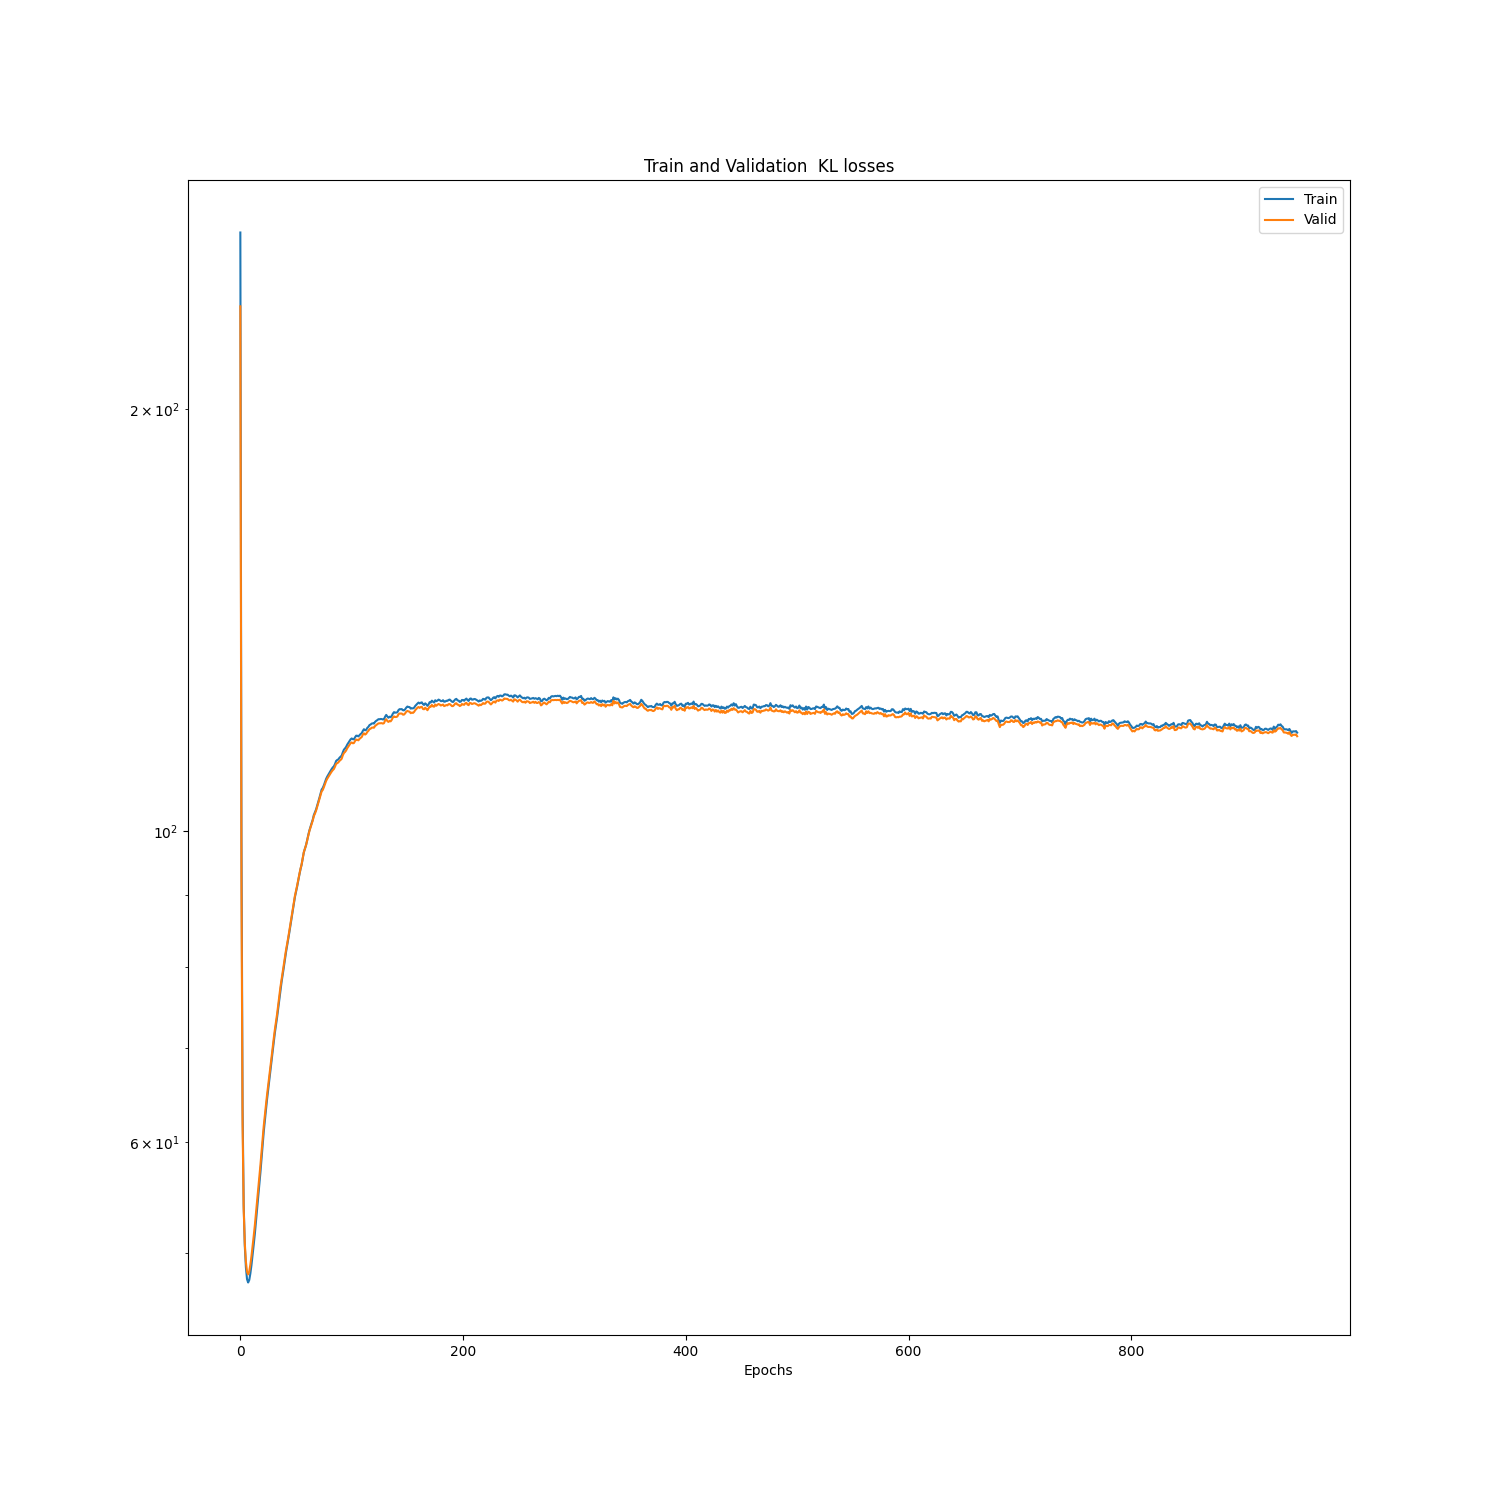 Train and Validation  KL losses
Train
Valid
2 × 10²
10²
6 × 10¹
0 200 400 600 800
Epochs